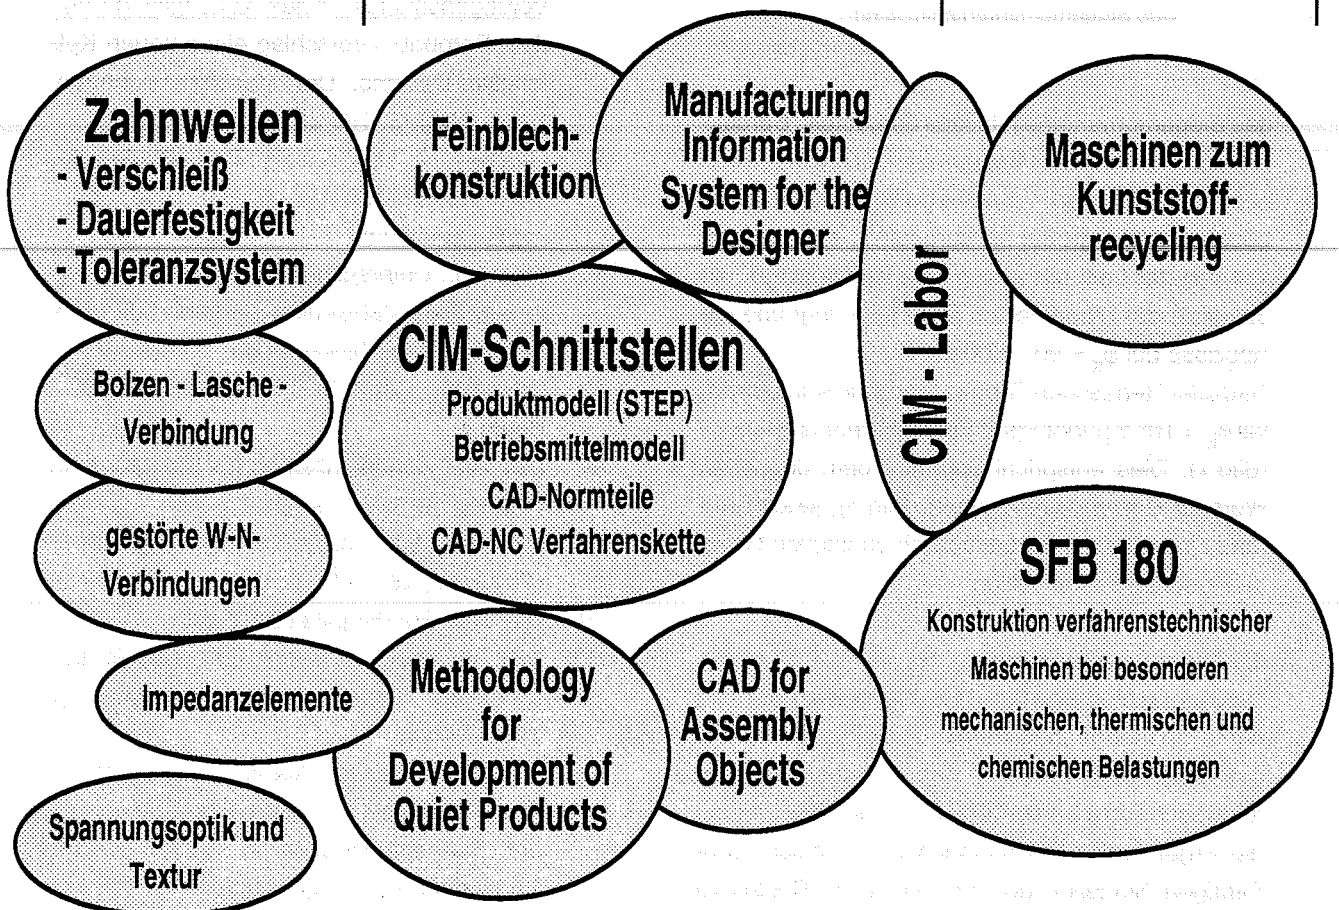 Zahnwellen
- Verschleiß
- Dauerfestigkeit
- Toleranzsystem
Feinblech-
konstruktion
Manufacturing
Information
System for the
Designer
CIM - Labor
Maschinen zum
Kunststoff-
recycling
Bolzen - Lasche -
Verbindung
CIM-Schnittstellen
Produktmodell (STEP)
Betriebsmittelmodell
CAD-Normteile
CAD-NC Verfahrenskette
gestörte W-N-
Verbindungen
SFB 180
Konstruktion verfahrenstechnischer
Maschinen bei besonderen
mechanischen, thermischen und
chemischen Belastungen
Impedanzelemente
Methodology
for
Development of
Quiet Products
CAD for
Assembly
Objects
Spannungsoptik und
Textur